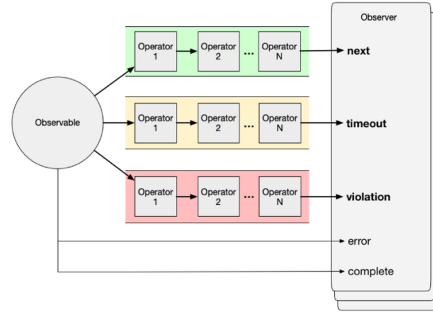 Observer
Operator
1
Operator
2
...
Operator
N
next
Observable
Operator
1
Operator
2
...
Operator
N
timeout
Operator
1
Operator
2
...
Operator
N
violation
error
complete